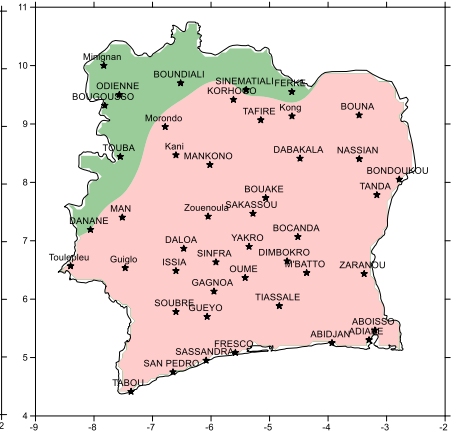 11
Minignan
10
BOUNDIALI
SINEMATIALI
ODIENNE
FERKE
KORHOGO
BOUGOUSSO
TAFIRE
Kong
BOUNA
Morondo
9
Kani
TOUBA
MANKONO
DABAKALA
NASSIAN
BONDOUKOU
8
BOUAKE
TANDA
MAN
Zouenoula
SAKASSOU
DANANE
BOCANDA
7
DALOA
YAKRO
Toulepleu
Guiglo
ISSIA
SINFRA
DIMBOKRO
M'BATTO
ZARANOU
OUME
GAGNOA
6
SOUBRE
GUEYO
TIASSALE
ABOISSO
ABIDJAN
ADIAKE
FRESCO
SASSANDRA
5
SAN PEDRO
TABOU
4
-9 -8 -7 -6 -5 -4 -3 -2